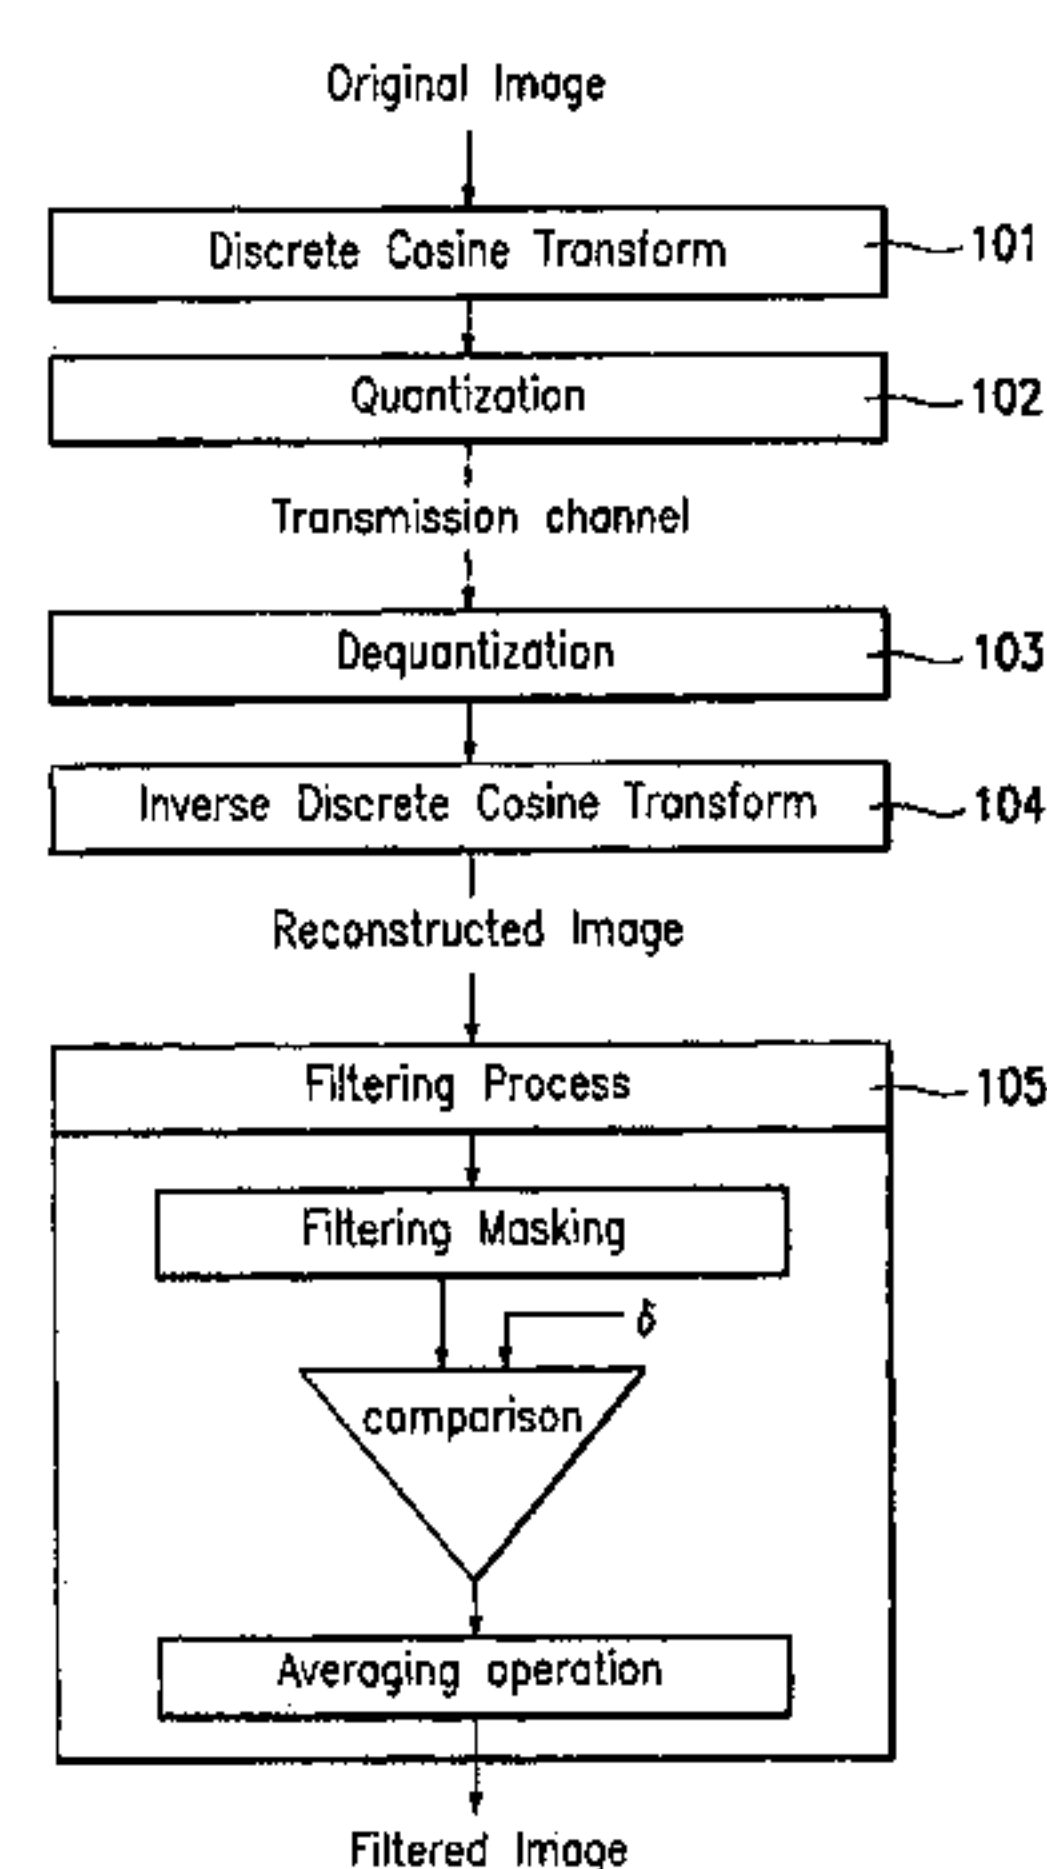 Original Image
Discrete Cosine Transform
101
Quantization
102
Transmission channel
Dequantization
103
Inverse Discrete Cosine Transform
104
Reconstructed Image
Filtering Process
105
Filtering Masking
δ
comparison
Averaging operation
Filtered Image